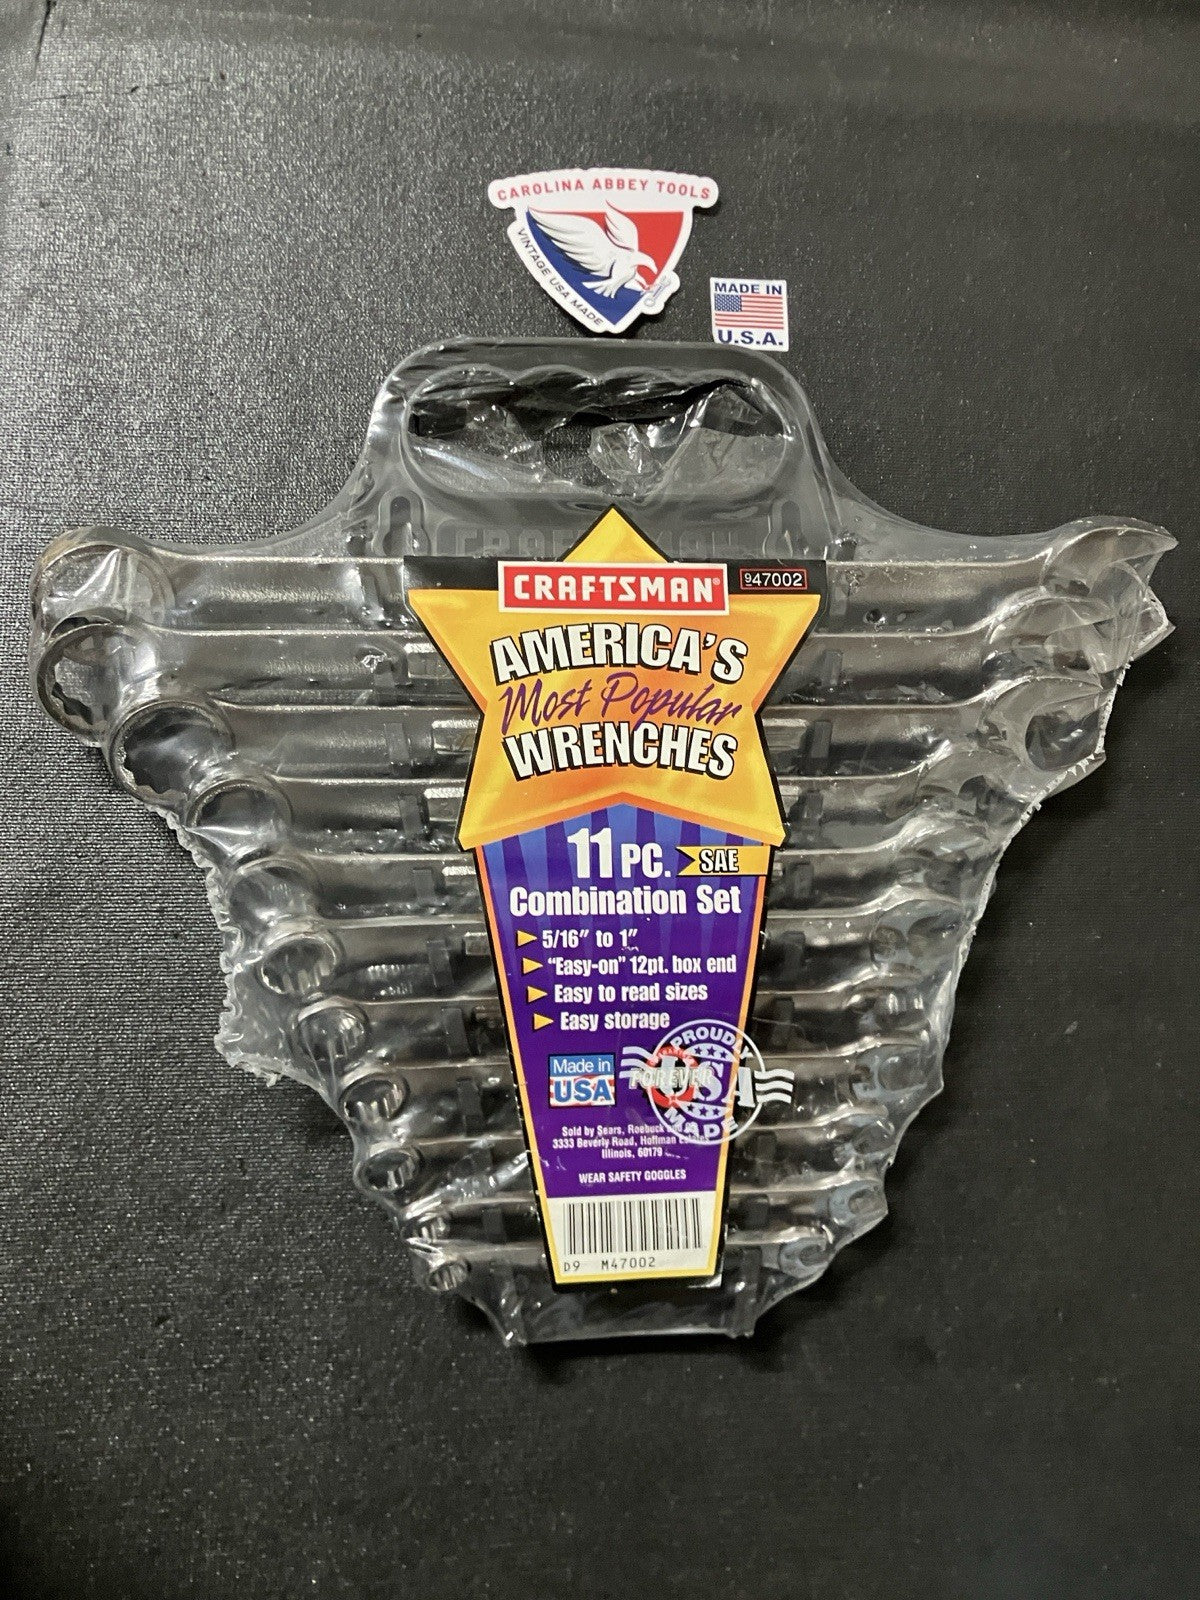 CAROLINA ABBEY TOOLS
VINTAGE USA MADE
MADE IN
U.S.A.
CRAFTSMAN
CRAFTSMAN®
947002
AMERICA'S
Most Popular
WRENCHES
11 PC. SAE
Combination Set
5/16" to 1"
"Easy-on" 12pt. box end
Easy to read sizes
Easy storage
Made in
USA
PROUDLY
USA
MADE
FOREVER
Sold by Sears, Roebuck
3333 Beverly Road, Hoffman Estates
Illinois, 60179
WEAR SAFETY GOGGLES
D9 M47002